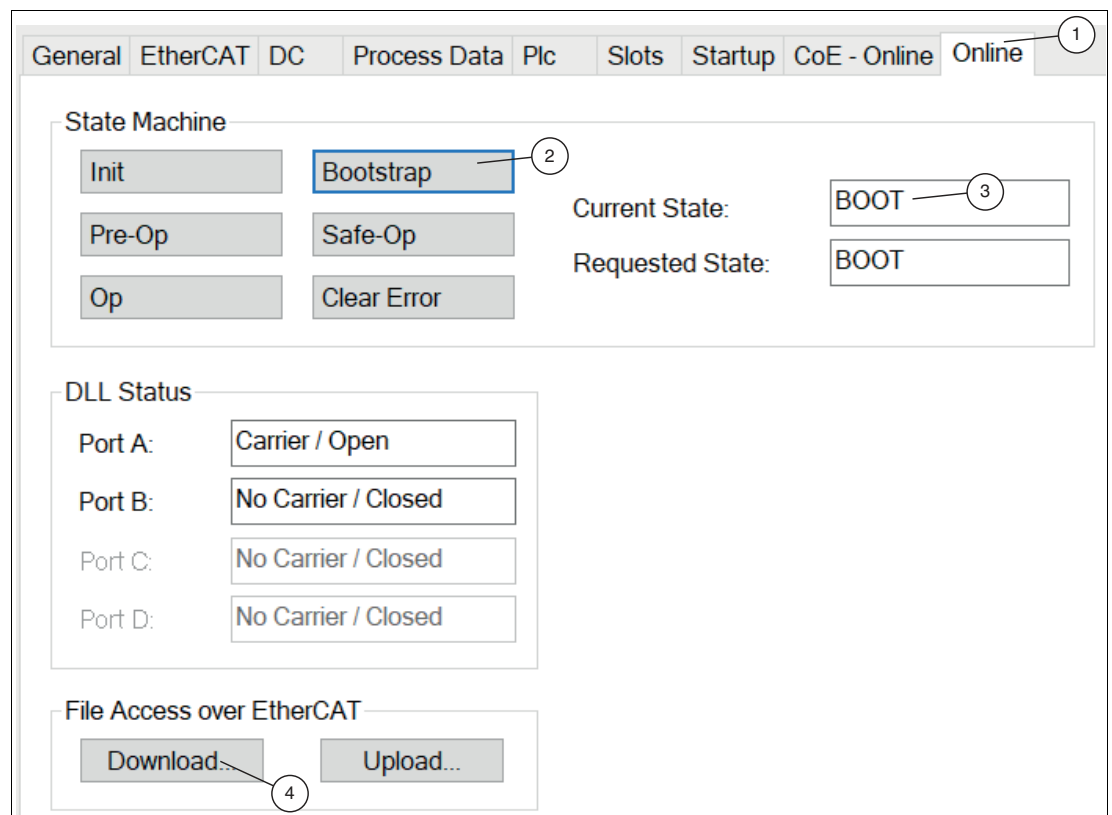 General EtherCAT DC Process Data Plc Slots Startup CoE - Online Online 1
State Machine
Init Bootstrap 2
Current State: BOOT 3
Pre-Op Safe-Op
Requested State: BOOT
Op Clear Error
DLL Status
Port A: Carrier / Open
Port B: No Carrier / Closed
Port C: No Carrier / Closed
Port D: No Carrier / Closed
File Access over EtherCAT
Download... Upload...
4